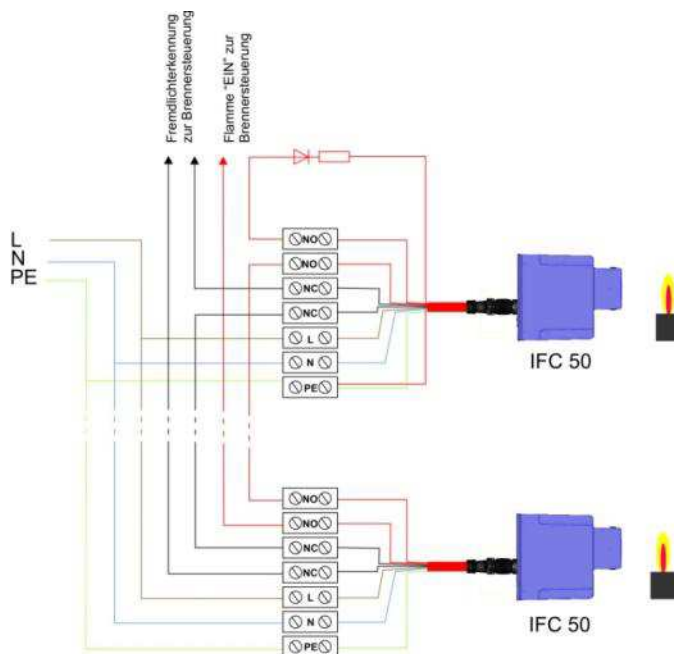 Fremdlichterkennung
zur Brennersteuerung
Flamme "EIN" zur
Brennersteuerung
L
N
PE
NO
NO
NC
NC
L
N
PE
IFC 50
NO
NO
NC
NC
L
N
PE
IFC 50